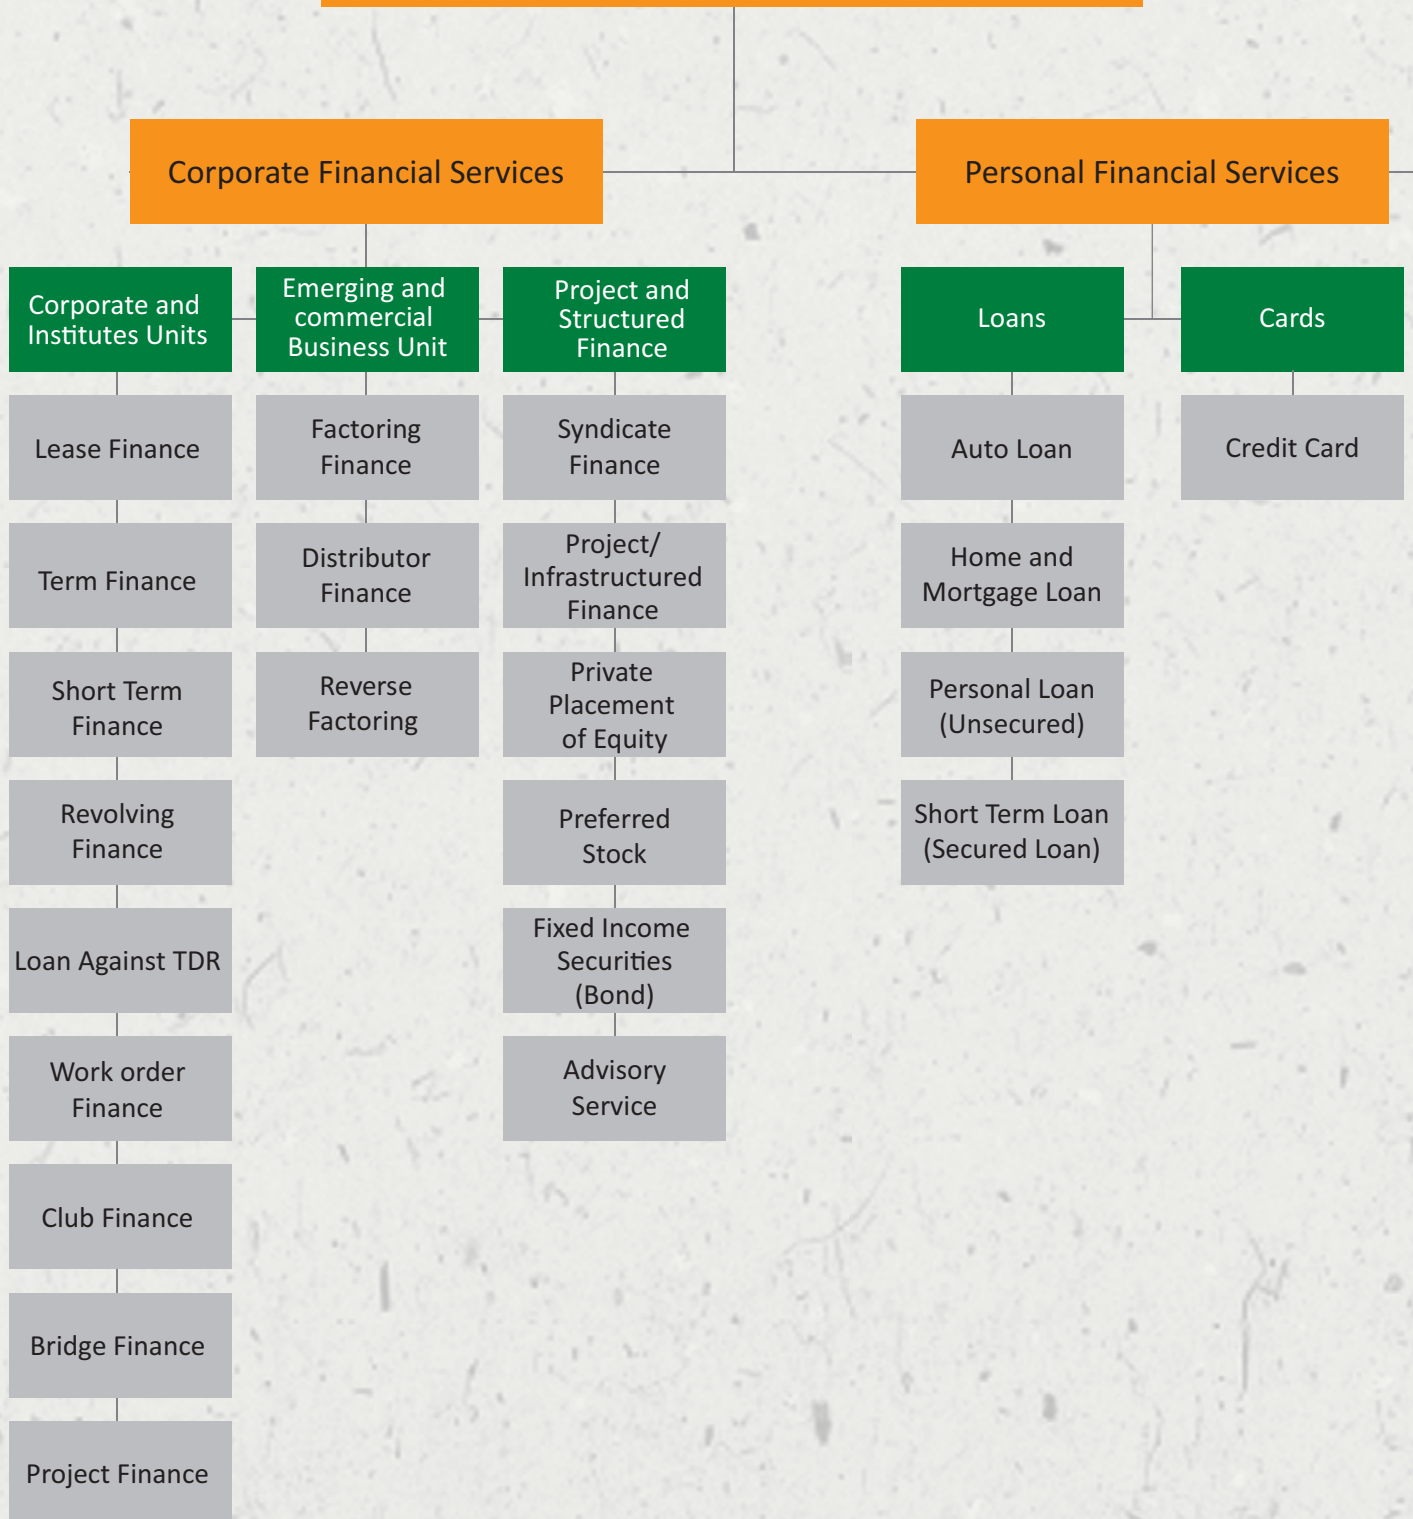 Corporate Financial Services
Personal Financial Services
Corporate and
Institutes Units
Emerging and
commercial
Business Unit
Project and
Structured
Finance
Loans
Cards
Lease Finance
Term Finance
Short Term
Finance
Revolving
Finance
Loan Against TDR
Work order
Finance
Club Finance
Bridge Finance
Project Finance
Factoring
Finance
Distributor
Finance
Reverse
Factoring
Syndicate
Finance
Project/
Infrastructured
Finance
Private
Placement
of Equity
Preferred
Stock
Fixed Income
Securities
(Bond)
Advisory
Service
Auto Loan
Home and
Mortgage Loan
Personal Loan
(Unsecured)
Short Term Loan
(Secured Loan)
Credit Card